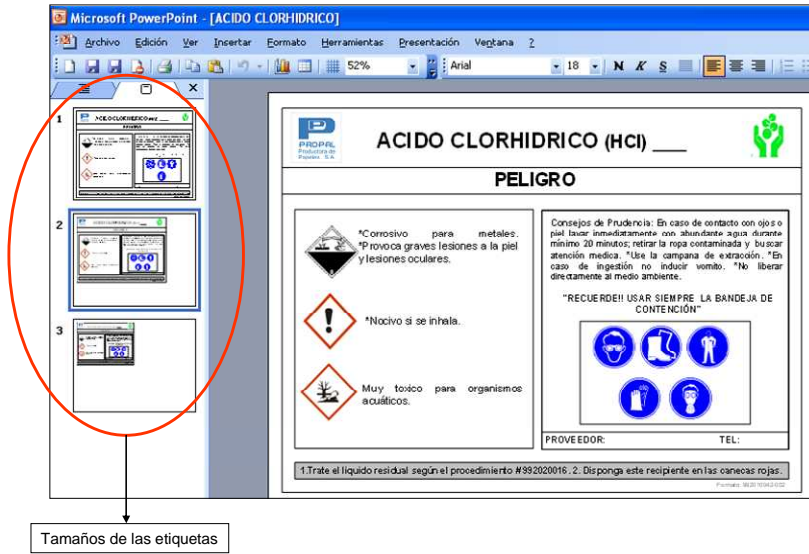 Microsoft PowerPoint - [ACIDO CLORHIDRICO]
Archivo Edición Ver Insertar Formato Herramientas Presentación Ventana ?
52% Arial 18 N K S
1
2
3
PROPAL
Productora de
Papeles S.A.
ACIDO CLORHIDRICO (HCl) ___
PELIGRO
*Corrosivo para metales.
*Provoca graves lesiones a la piel
y lesiones oculares.
*Nocivo si se inhala.
Muy toxico para organismos
acuáticos.
Consejos de Prudencia: En caso de contacto con ojos o
piel lavar inmediatamente con abundante agua durante
mínimo 20 minutos; retirar la ropa contaminada y buscar
atención medica. *Use la campana de extracción. *En
caso de ingestión no inducir vomito. *No liberar
directamente al medio ambiente.
"RECUERDE!! USAR SIEMPRE LA BANDEJA DE
CONTENCIÓN"
PROVEEDOR: TEL:
1.Trate el liquido residual según el procedimiento #992020016. 2. Disponga este recipiente en las canecas rojas.
Tamaños de las etiquetas